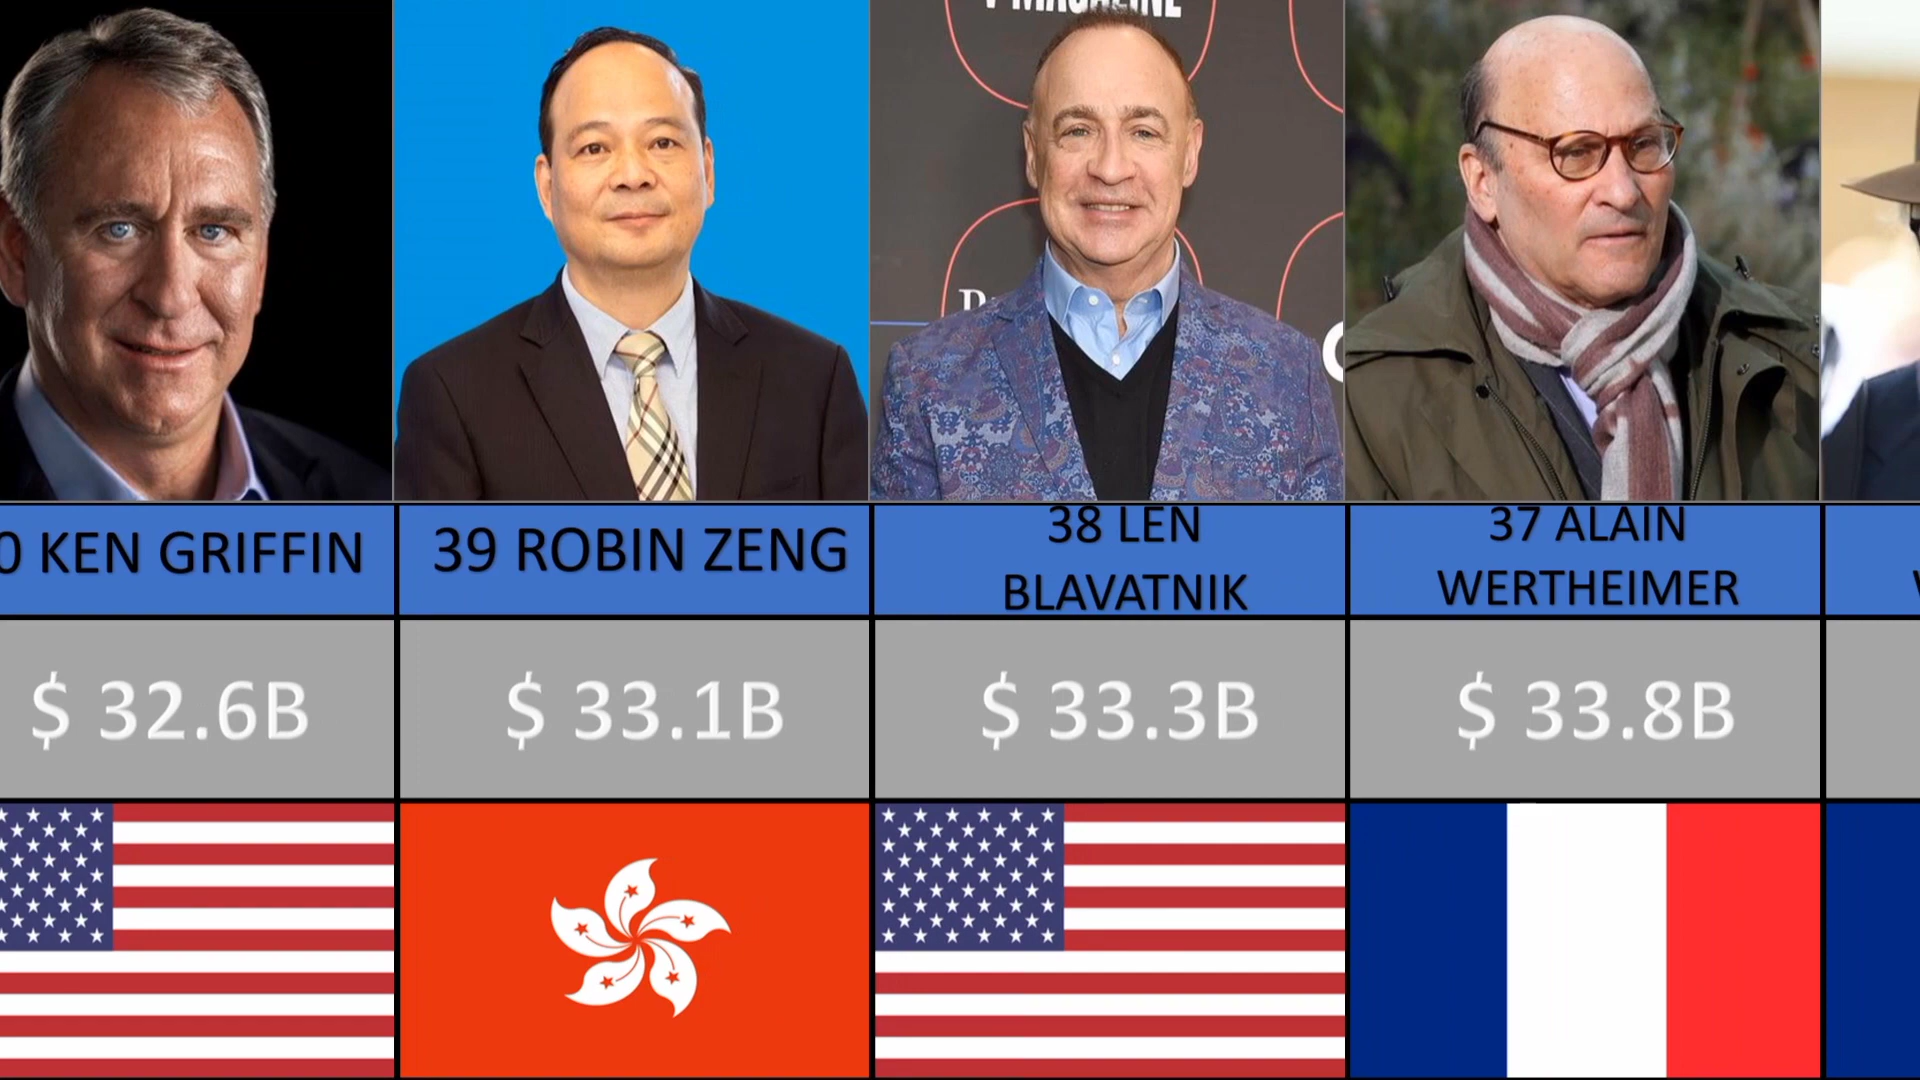 V MAGAZINE
0 KEN GRIFFIN
39 ROBIN ZENG
38 LEN
BLAVATNIK
37 ALAIN
WERTHEIMER
$ 32.6B
$ 33.1B
$ 33.3B
$ 33.8B